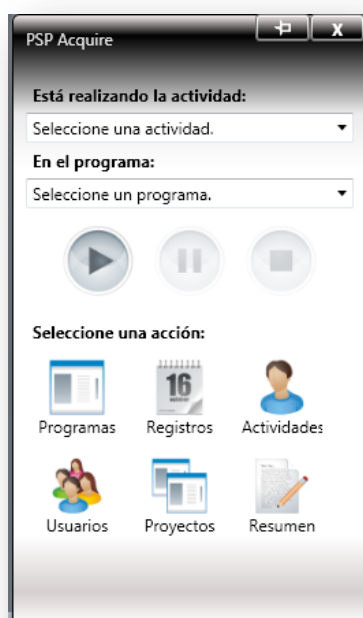 PSP Acquire
X
Está realizando la actividad:
Seleccione una actividad.
En el programa:
Seleccione un programa.
Seleccione una acción:
16
Programas Registros Actividades
Usuarios Proyectos Resumen